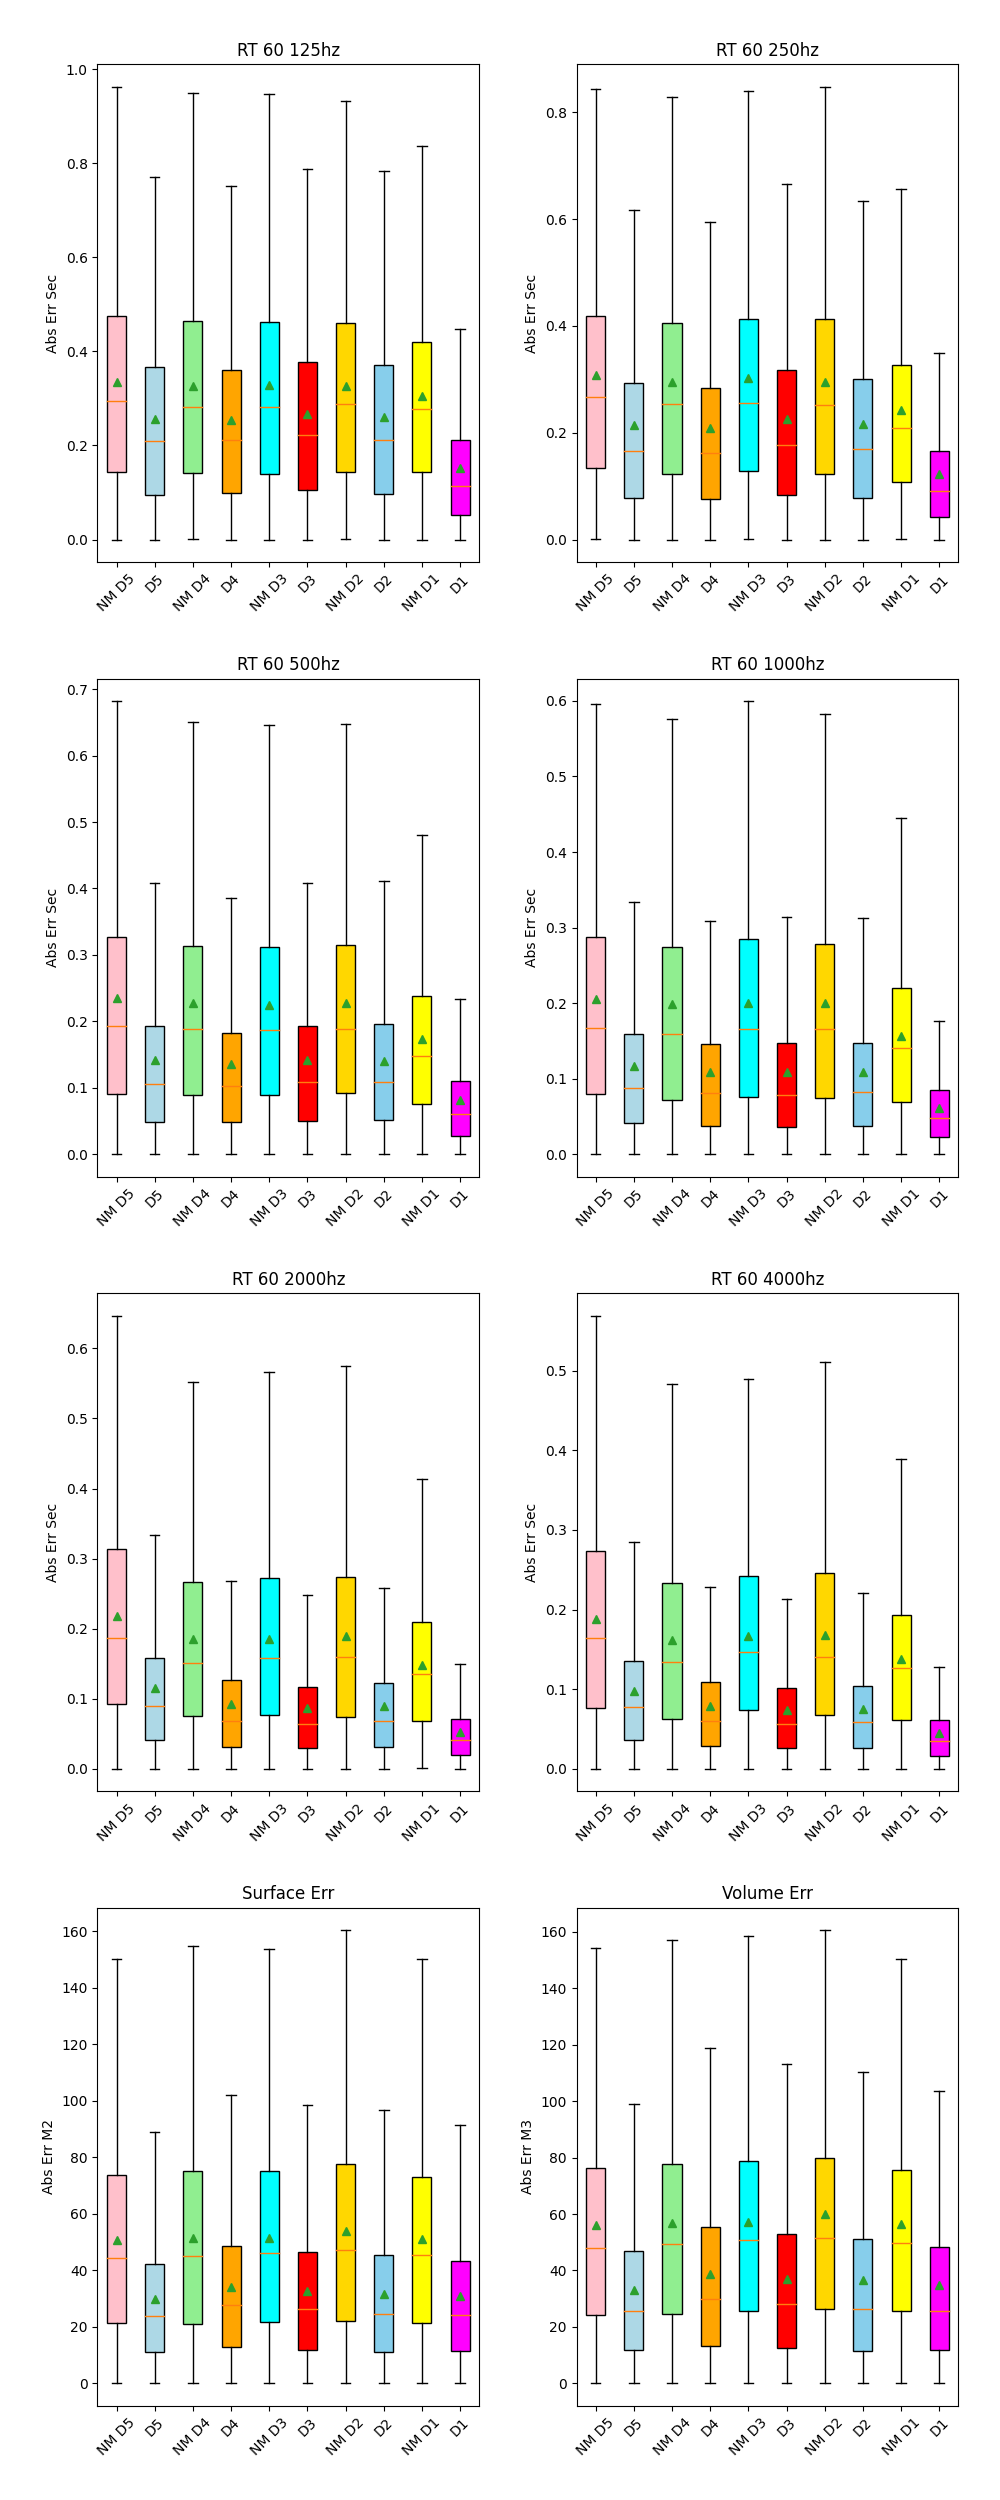 RT 60 125hz
Abs Err Sec
1.0
0.8
0.6
0.4
0.2
0.0
NM D5 D5 NM D4 D4 NM D3 D3 NM D2 D2 NM D1 D1
RT 60 250hz
Abs Err Sec
0.8
0.6
0.4
0.2
0.0
NM D5 D5 NM D4 D4 NM D3 D3 NM D2 D2 NM D1 D1
RT 60 500hz
Abs Err Sec
0.7
0.6
0.5
0.4
0.3
0.2
0.1
0.0
NM D5 D5 NM D4 D4 NM D3 D3 NM D2 D2 NM D1 D1
RT 60 1000hz
Abs Err Sec
0.6
0.5
0.4
0.3
0.2
0.1
0.0
NM D5 D5 NM D4 D4 NM D3 D3 NM D2 D2 NM D1 D1
RT 60 2000hz
Abs Err Sec
0.6
0.5
0.4
0.3
0.2
0.1
0.0
NM D5 D5 NM D4 D4 NM D3 D3 NM D2 D2 NM D1 D1
RT 60 4000hz
Abs Err Sec
0.5
0.4
0.3
0.2
0.1
0.0
NM D5 D5 NM D4 D4 NM D3 D3 NM D2 D2 NM D1 D1
Surface Err
Abs Err M2
160
140
120
100
80
60
40
20
0
NM D5 D5 NM D4 D4 NM D3 D3 NM D2 D2 NM D1 D1
Volume Err
Abs Err M3
160
140
120
100
80
60
40
20
0
NM D5 D5 NM D4 D4 NM D3 D3 NM D2 D2 NM D1 D1